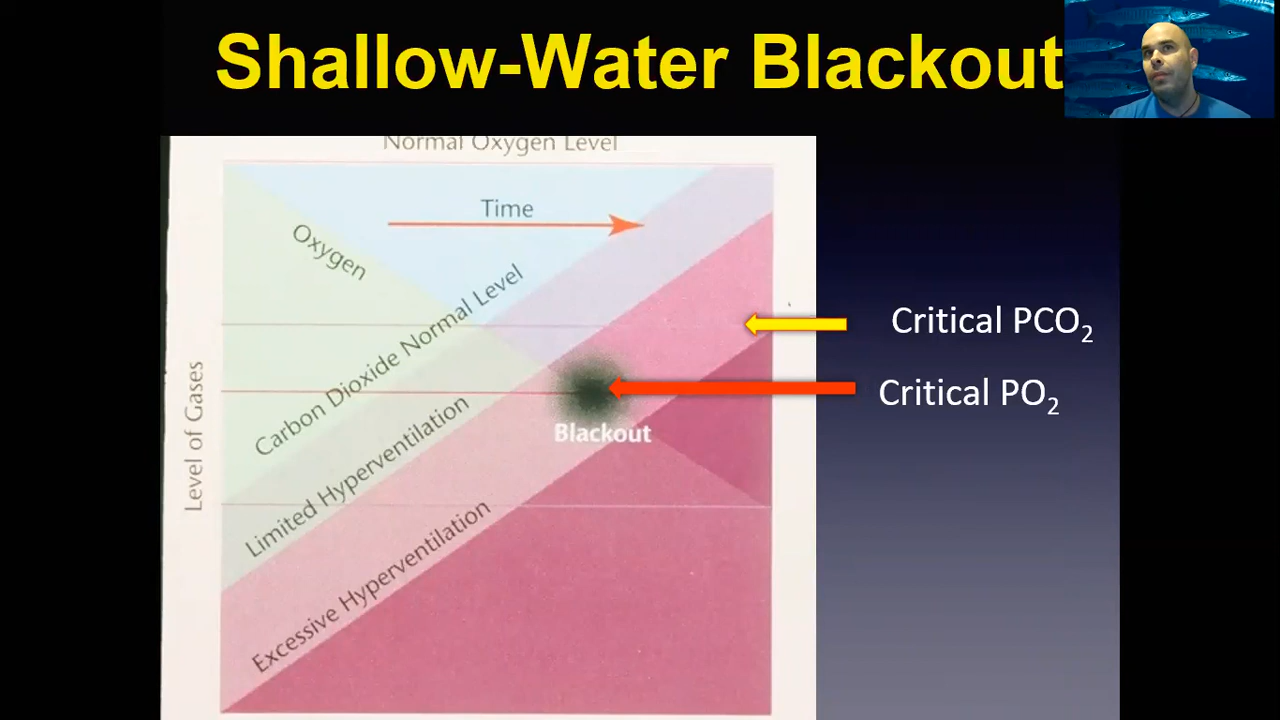 Shallow-Water Blackout
Normal Oxygen Level
Time
Oxygen
Carbon Dioxide Normal Level
Limited Hyperventilation
Excessive Hyperventilation
Level of Gases
Blackout
Critical PCO₂
Critical PO₂